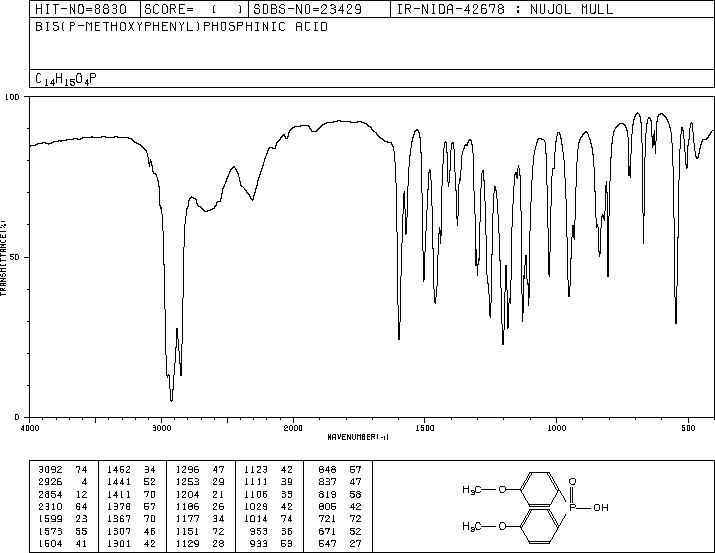 HIT-NO=8830 SCORE= ( ) SDBS-NO=23429 IR-NIDA-42678 : NUJOL MULL
BIS(P-METHOXYPHENYL)PHOSPHINIC ACID
C14H15O4P
100
50
0
TRANSMITTANCE(%)
4000 3000 2000 1500 1000 500
WAVENUMBER(-1)
3092 74 1462 34 1296 47 1123 42 848 57
2926 4 1441 52 1253 29 1111 39 837 47
2854 12 1411 70 1204 21 1106 33 819 58
2310 64 1378 57 1186 26 1029 42 806 42
1599 23 1367 70 1177 34 1014 74 721 72
1573 55 1307 46 1151 72 953 36 671 52
1504 41 1301 42 1129 28 933 53 547 27
H3C O O
P OH
H3C O